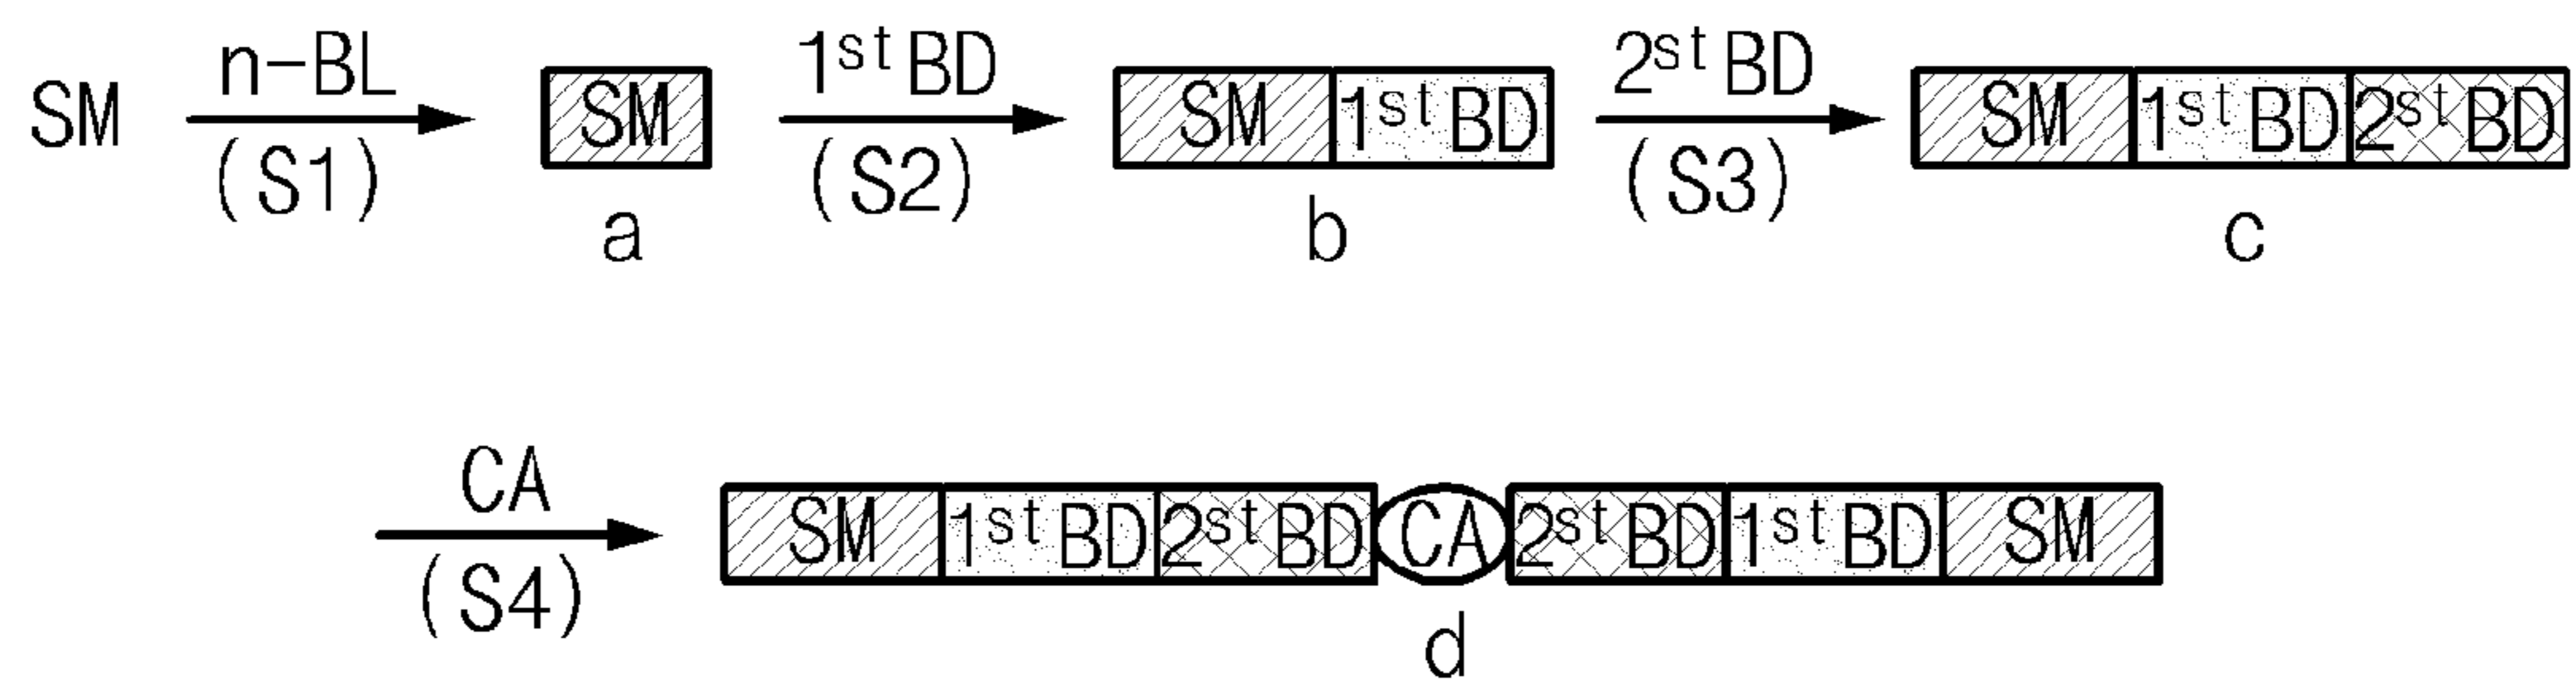 n-BL 1st BD 2st BD
SM SM SM 1st BD SM 1st BD 2st BD
(S1) (S2) (S3)
a b c
CA
SM 1st BD 2st BD CA 2st BD 1st BD SM
(S4)
d